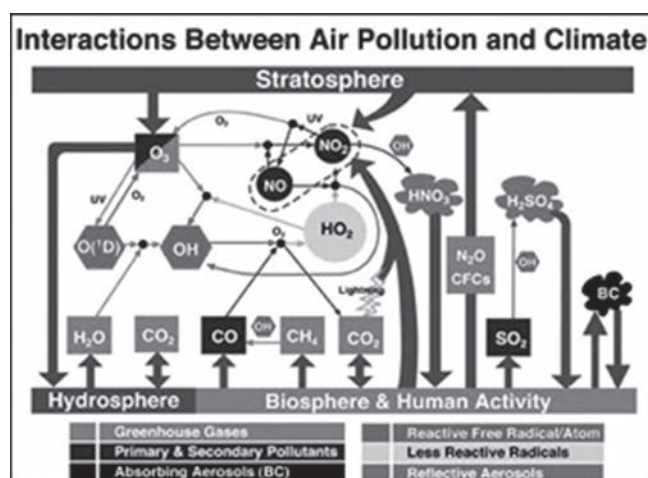 Interactions Between Air Pollution and Climate
Stratosphere
O₂
UV
O₃
NO₂
OH
NO
HNO₃
H₂SO₄
UV
O₂
HO₂
O(¹D)
OH
O₂
N₂O
CFCs
OH
Lightning
BC
H₂O
CO₂
CO
OH
CH₄
CO₂
SO₂
Hydrosphere
Biosphere & Human Activity
Greenhouse Gases
Reactive Free Radical/Atom
Primary & Secondary Pollutants
Less Reactive Radicals
Absorbing Aerosols (BC)
Reflective Aerosols